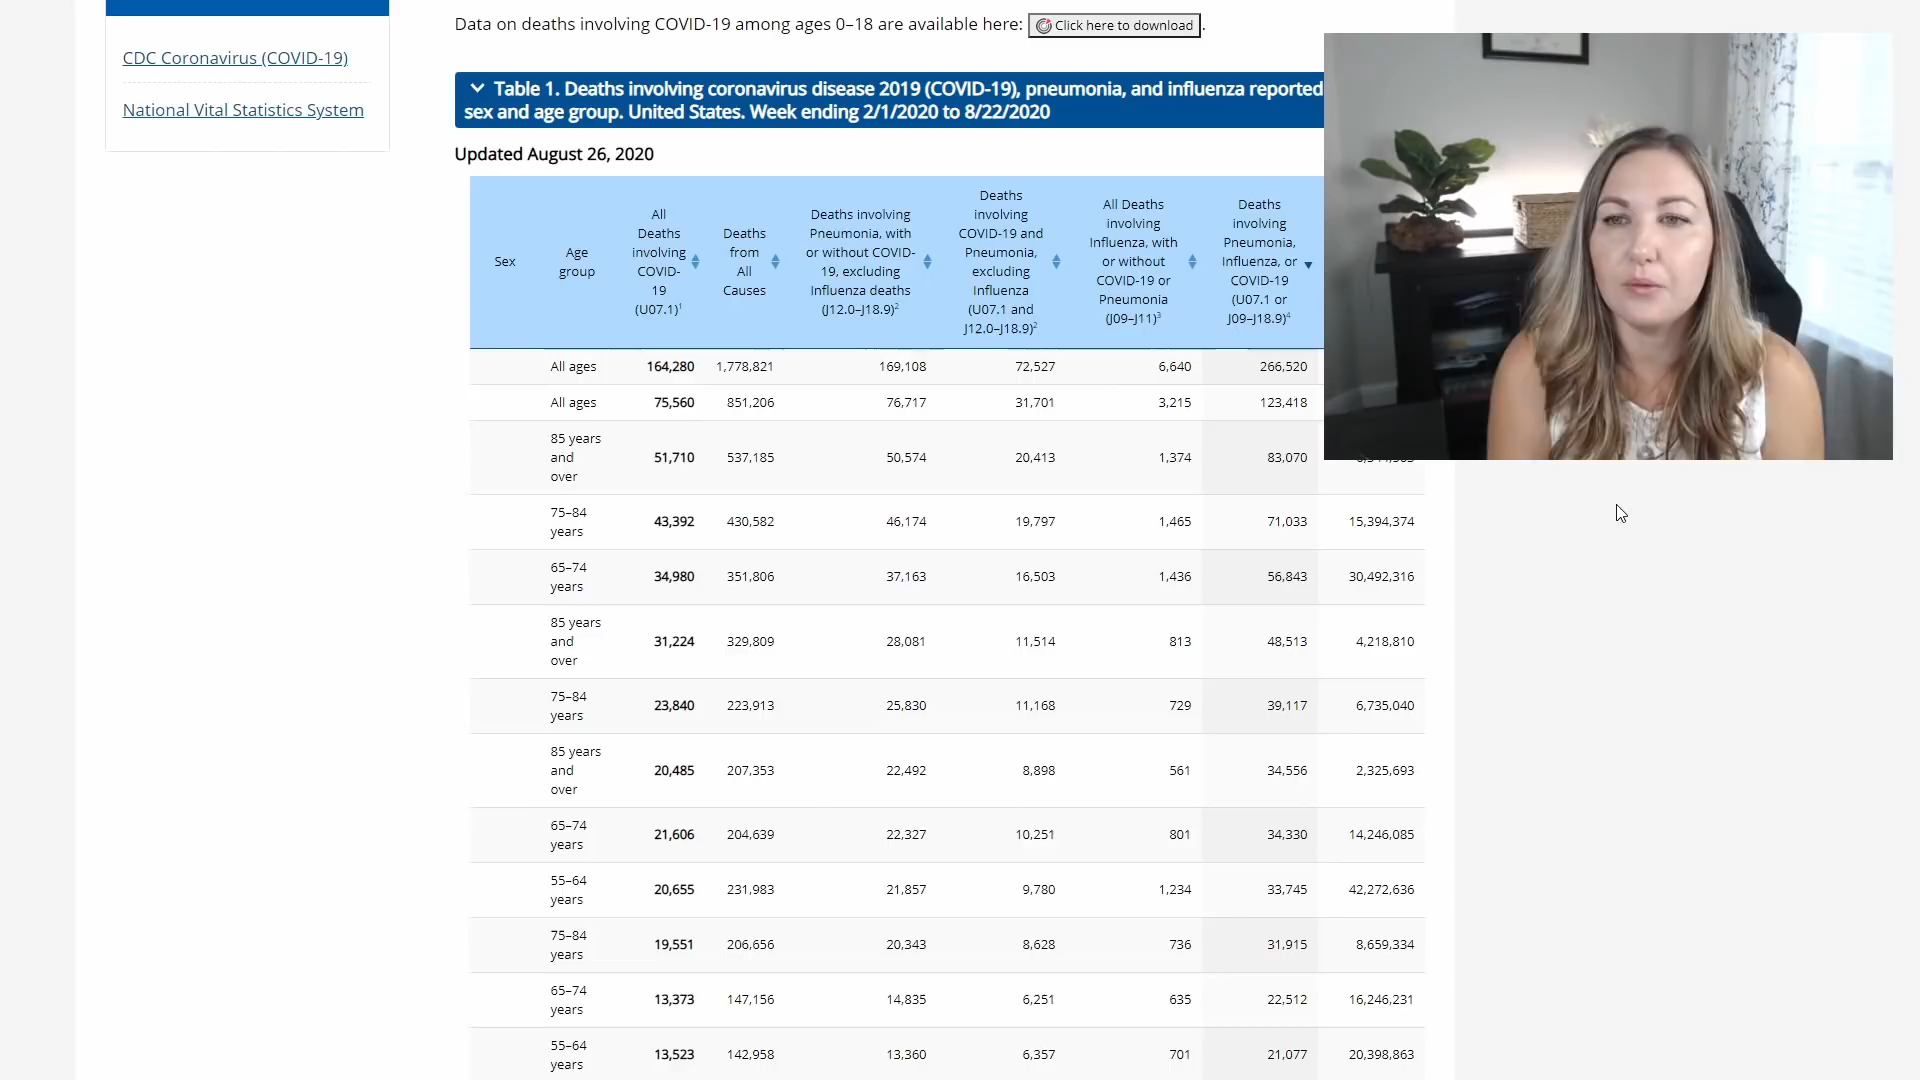 Data on deaths involving COVID-19 among ages 0–18 are available here: Click here to download.
CDC Coronavirus (COVID-19)
National Vital Statistics System
Table 1. Deaths involving coronavirus disease 2019 (COVID-19), pneumonia, and influenza reported
sex and age group. United States. Week ending 2/1/2020 to 8/22/2020
Updated August 26, 2020
Sex
Age
group
All
Deaths
involving
COVID-
19
(U07.1)¹
Deaths
from
All
Causes
Deaths involving
Pneumonia, with
or without COVID-
19, excluding
Influenza deaths
(J12.0–J18.9)²
Deaths
involving
COVID-19 and
Pneumonia,
excluding
Influenza
(U07.1 and
J12.0–J18.9)²
All Deaths
involving
Influenza, with
or without
COVID-19 or
Pneumonia
(J09–J11)³
Deaths
involving
Pneumonia,
Influenza, or
COVID-19
(U07.1 or
J09–J18.9)⁴
All ages 164,280 1,778,821 169,108 72,527 6,640 266,520
All ages 75,560 851,206 76,717 31,701 3,215 123,418
85 years
and 51,710 537,185 50,574 20,413 1,374 83,070
over
75–84
years 43,392 430,582 46,174 19,797 1,465 71,033 15,394,374
65–74
years 34,980 351,806 37,163 16,503 1,436 56,843 30,492,316
85 years
and 31,224 329,809 28,081 11,514 813 48,513 4,218,810
over
75–84
years 23,840 223,913 25,830 11,168 729 39,117 6,735,040
85 years
and 20,485 207,353 22,492 8,898 561 34,556 2,325,693
over
65–74
years 21,606 204,639 22,327 10,251 801 34,330 14,246,085
55–64
years 20,655 231,983 21,857 9,780 1,234 33,745 42,272,636
75–84
years 19,551 206,656 20,343 8,628 736 31,915 8,659,334
65–74
years 13,373 147,156 14,835 6,251 635 22,512 16,246,231
55–64
years 13,523 142,958 13,360 6,357 701 21,077 20,398,863